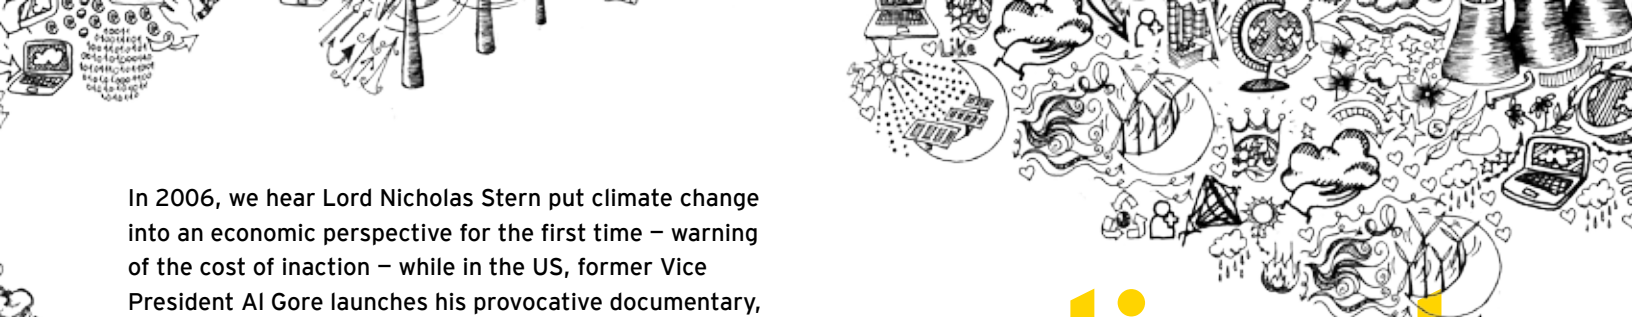 Like
In 2006, we hear Lord Nicholas Stern put climate change
into an economic perspective for the first time – warning
of the cost of inaction – while in the US, former Vice
President Al Gore launches his provocative documentary,